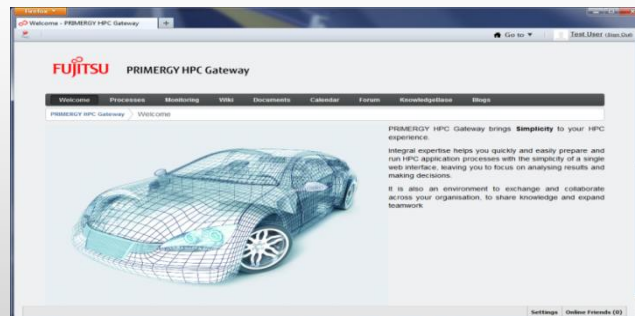 Firefox
Welcome - PRIMERGY HPC Gateway
Go to Test User (Sign Out)
FUJITSU PRIMERGY HPC Gateway
Welcome Processes Monitoring Wiki Documents Calendar Forum KnowledgeBase Blogs
PRIMERGY HPC Gateway Welcome
PRIMERGY HPC Gateway brings Simplicity to your HPC
experience.
Integral expertise helps you quickly and easily prepare and
run HPC application processes with the simplicity of a single
web interface, leaving you to focus on analysing results and
making decisions.
It is also an environment to exchange and collaborate
across your organisation, to share knowledge and expand
teamwork
Settings Online Friends (0)